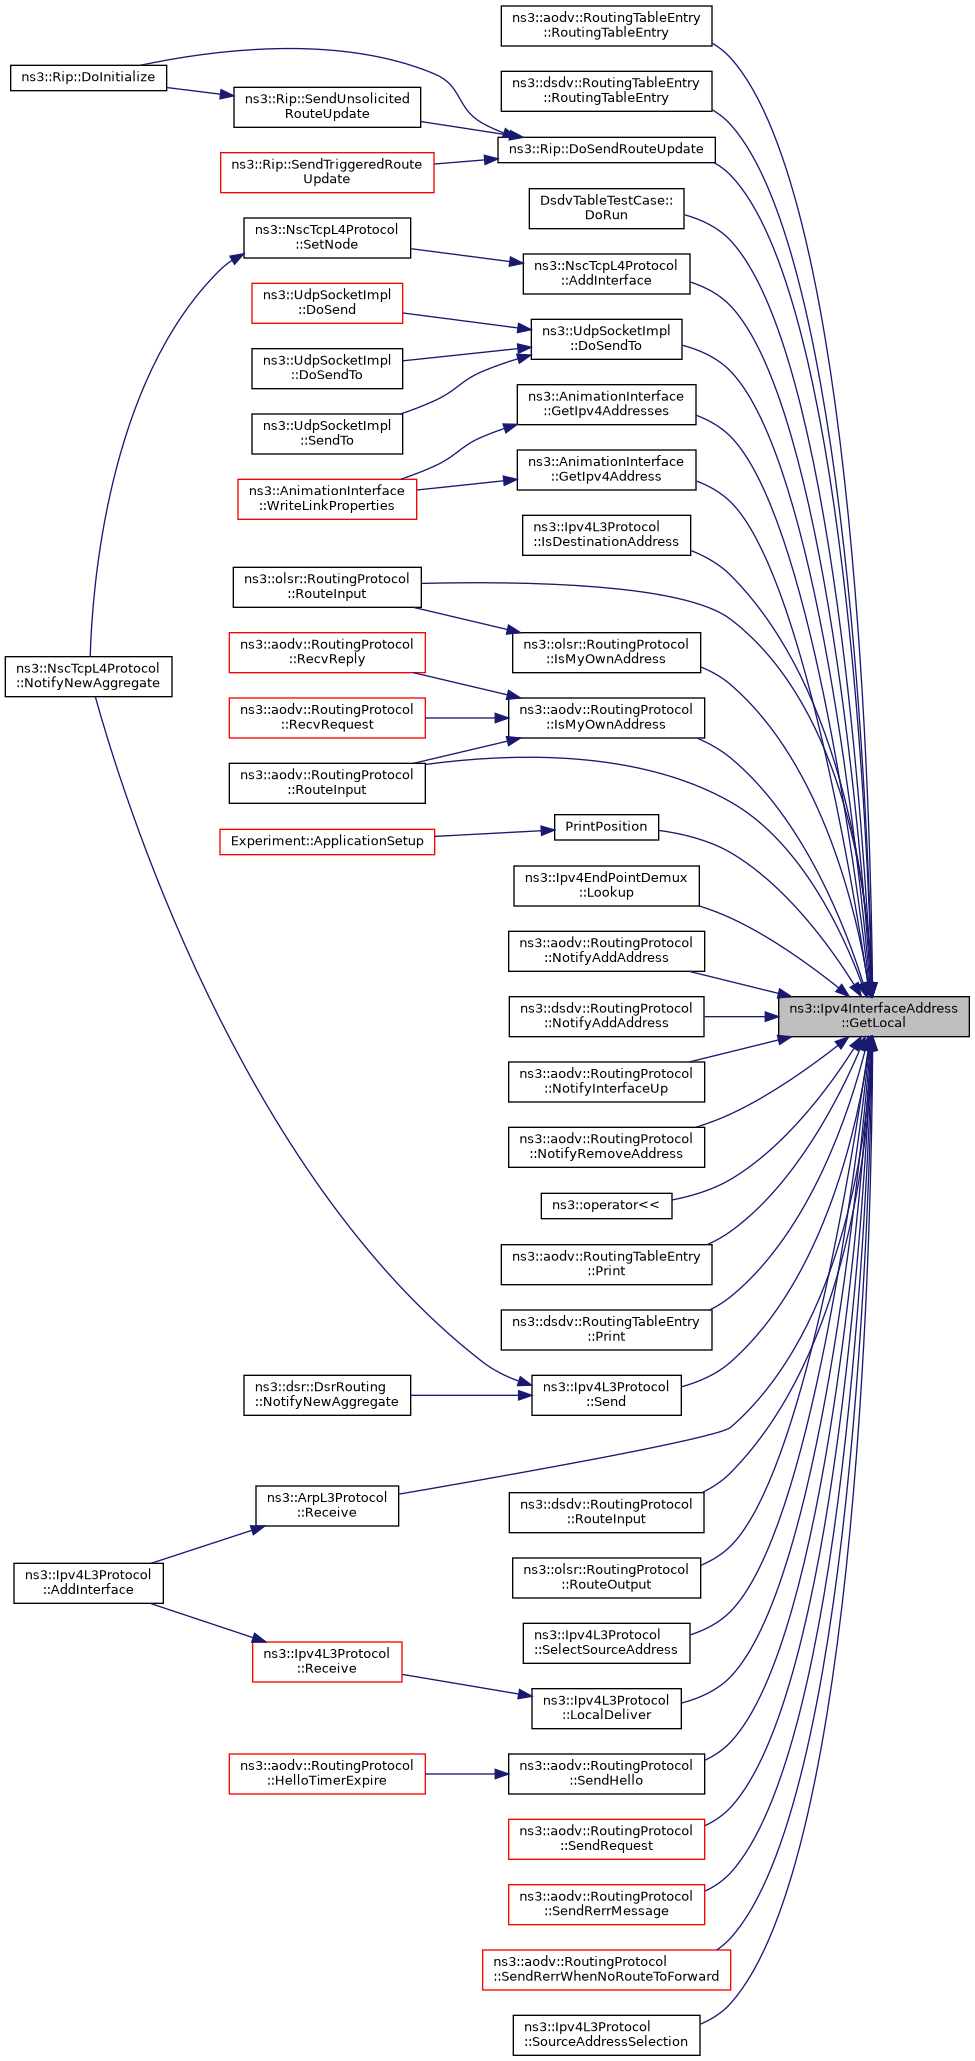 ns3::aodv::RoutingTableEntry
::RoutingTableEntry
ns3::Rip::DoInitialize
ns3::dsdv::RoutingTableEntry
::RoutingTableEntry
ns3::Rip::SendUnsolicited
RouteUpdate
ns3::Rip::DoSendRouteUpdate
ns3::Rip::SendTriggeredRoute
Update
DsdvTableTestCase::
DoRun
ns3::NscTcpL4Protocol
::SetNode
ns3::NscTcpL4Protocol
::AddInterface
ns3::UdpSocketImpl
::DoSend
ns3::UdpSocketImpl
::DoSendTo
ns3::UdpSocketImpl
::DoSendTo
ns3::AnimationInterface
::GetIpv4Addresses
ns3::UdpSocketImpl
::SendTo
ns3::AnimationInterface
::GetIpv4Address
ns3::AnimationInterface
::WriteLinkProperties
ns3::Ipv4L3Protocol
::IsDestinationAddress
ns3::olsr::RoutingProtocol
::RouteInput
ns3::olsr::RoutingProtocol
::IsMyOwnAddress
ns3::aodv::RoutingProtocol
::RecvReply
ns3::NscTcpL4Protocol
::NotifyNewAggregate
ns3::aodv::RoutingProtocol
::RecvRequest
ns3::aodv::RoutingProtocol
::IsMyOwnAddress
ns3::aodv::RoutingProtocol
::RouteInput
PrintPosition
Experiment::ApplicationSetup
ns3::Ipv4EndPointDemux
::Lookup
ns3::aodv::RoutingProtocol
::NotifyAddAddress
ns3::dsdv::RoutingProtocol
::NotifyAddAddress
ns3::Ipv4InterfaceAddress
::GetLocal
ns3::aodv::RoutingProtocol
::NotifyInterfaceUp
ns3::aodv::RoutingProtocol
::NotifyRemoveAddress
ns3::operator<<
ns3::aodv::RoutingTableEntry
::Print
ns3::dsdv::RoutingTableEntry
::Print
ns3::dsr::DsrRouting
::NotifyNewAggregate
ns3::Ipv4L3Protocol
::Send
ns3::ArpL3Protocol
::Receive
ns3::dsdv::RoutingProtocol
::RouteInput
ns3::Ipv4L3Protocol
::AddInterface
ns3::olsr::RoutingProtocol
::RouteOutput
ns3::Ipv4L3Protocol
::SelectSourceAddress
ns3::Ipv4L3Protocol
::Receive
ns3::Ipv4L3Protocol
::LocalDeliver
ns3::aodv::RoutingProtocol
::HelloTimerExpire
ns3::aodv::RoutingProtocol
::SendHello
ns3::aodv::RoutingProtocol
::SendRequest
ns3::aodv::RoutingProtocol
::SendRerrMessage
ns3::aodv::RoutingProtocol
::SendRerrWhenNoRouteToForward
ns3::Ipv4L3Protocol
::SourceAddressSelection